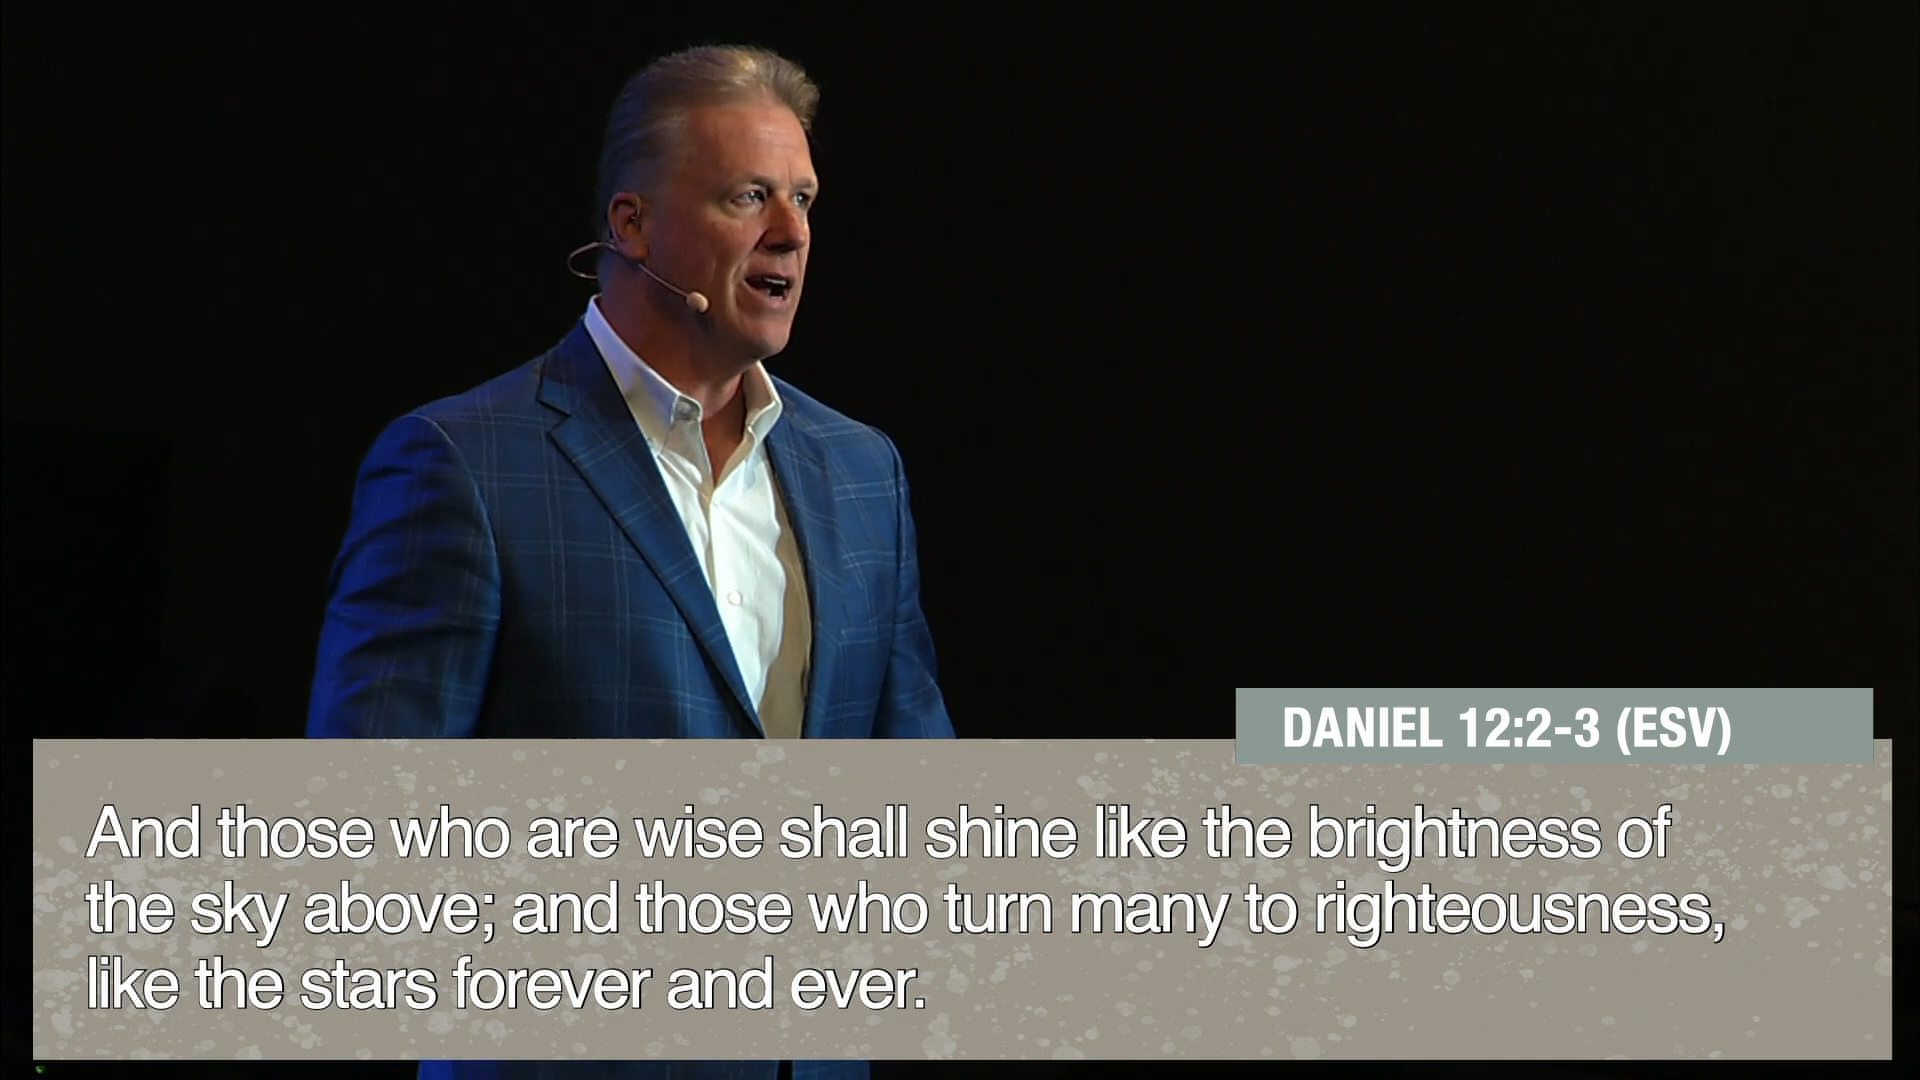 DANIEL 12:2-3 (ESV)
And those who are wise shall shine like the brightness of
the sky above; and those who turn many to righteousness,
like the stars forever and ever.